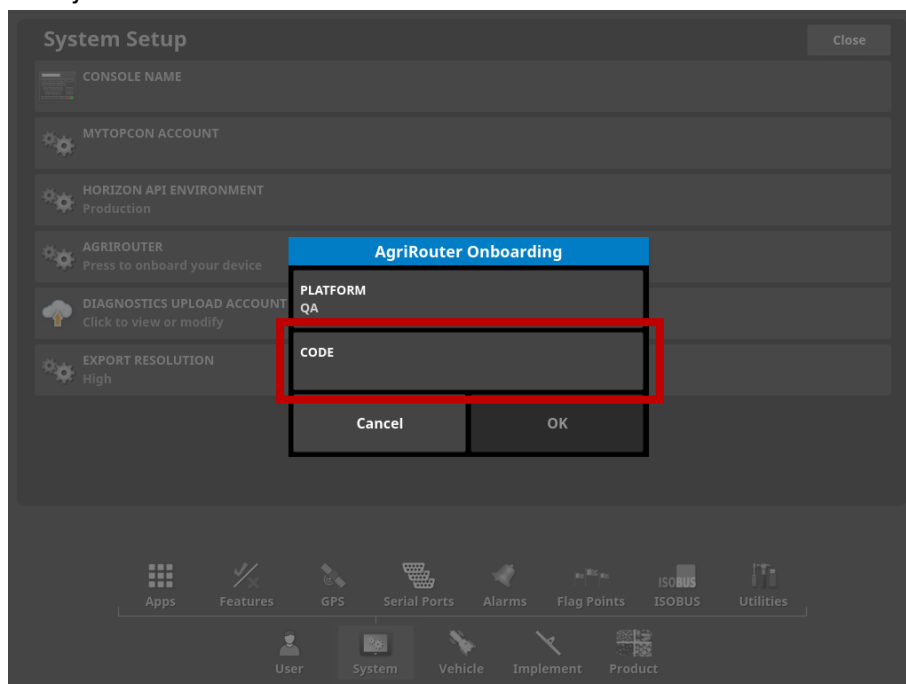 System Setup
Close
CONSOLE NAME
MYTOPCON ACCOUNT
HORIZON API ENVIRONMENT
Production
AGRIROUTER
Press to onboard your device
DIAGNOSTICS UPLOAD ACCOUNT
Click to view or modify
EXPORT RESOLUTION
High
AgriRouter Onboarding
PLATFORM
QA
CODE
Cancel OK
Apps Features GPS Serial Ports Alarms Flag Points ISOBUS ISOBUS Utilities
User System Vehicle Implement Product